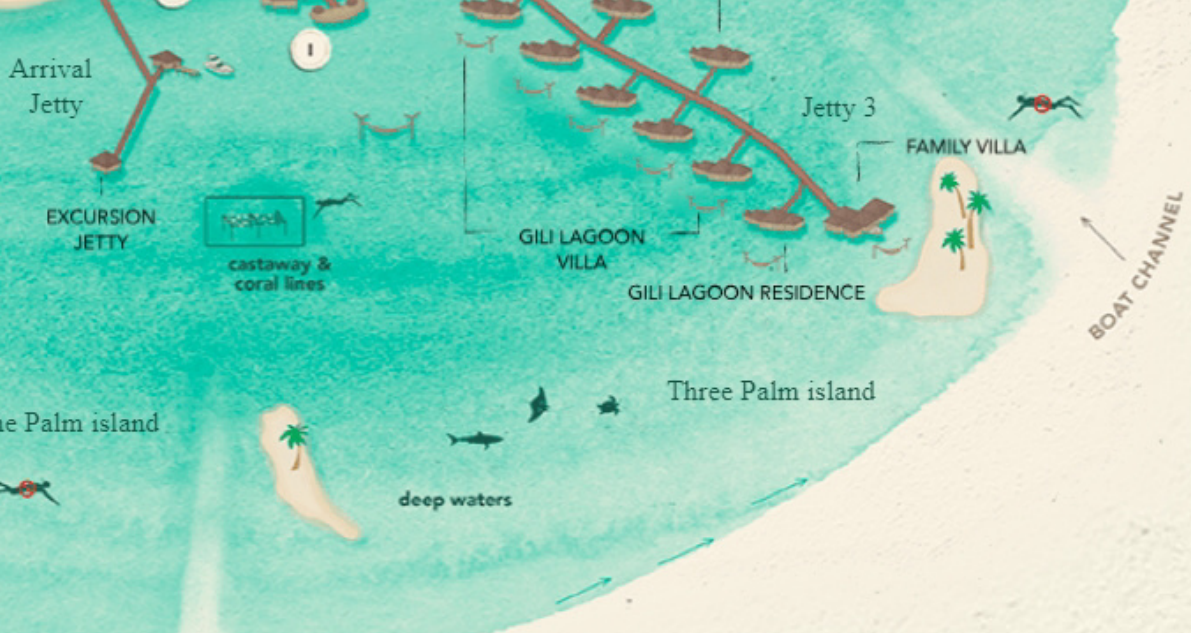 I
Arrival
Jetty
Jetty 3
FAMILY VILLA
EXCURSION
JETTY
GILI LAGOON
VILLA
castaway &
coral lines
GILI LAGOON RESIDENCE
BOAT CHANNEL
Three Palm island
Palm island
deep waters